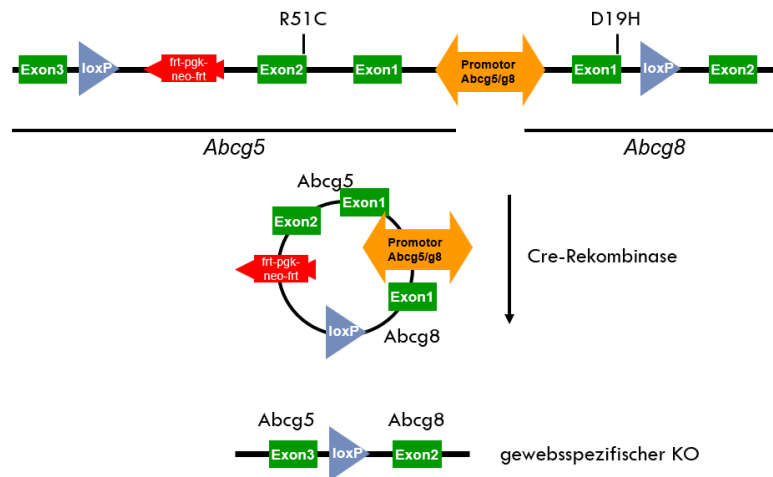 R51C
D19H
Exon3
loxP
frt-pgk-
neo-frt
Exon2
Exon1
Promotor
Abcg5/g8
Exon1
loxP
Exon2
Abcg5
Abcg8
Abcg5
Exon1
Exon2
Promotor
Abcg5/g8
frt-pgk-
neo-frt
Exon1
loxP
Abcg8
Cre-Rekombinase
Abcg5
Abcg8
Exon3
loxP
Exon2
gewebsspezifischer KO